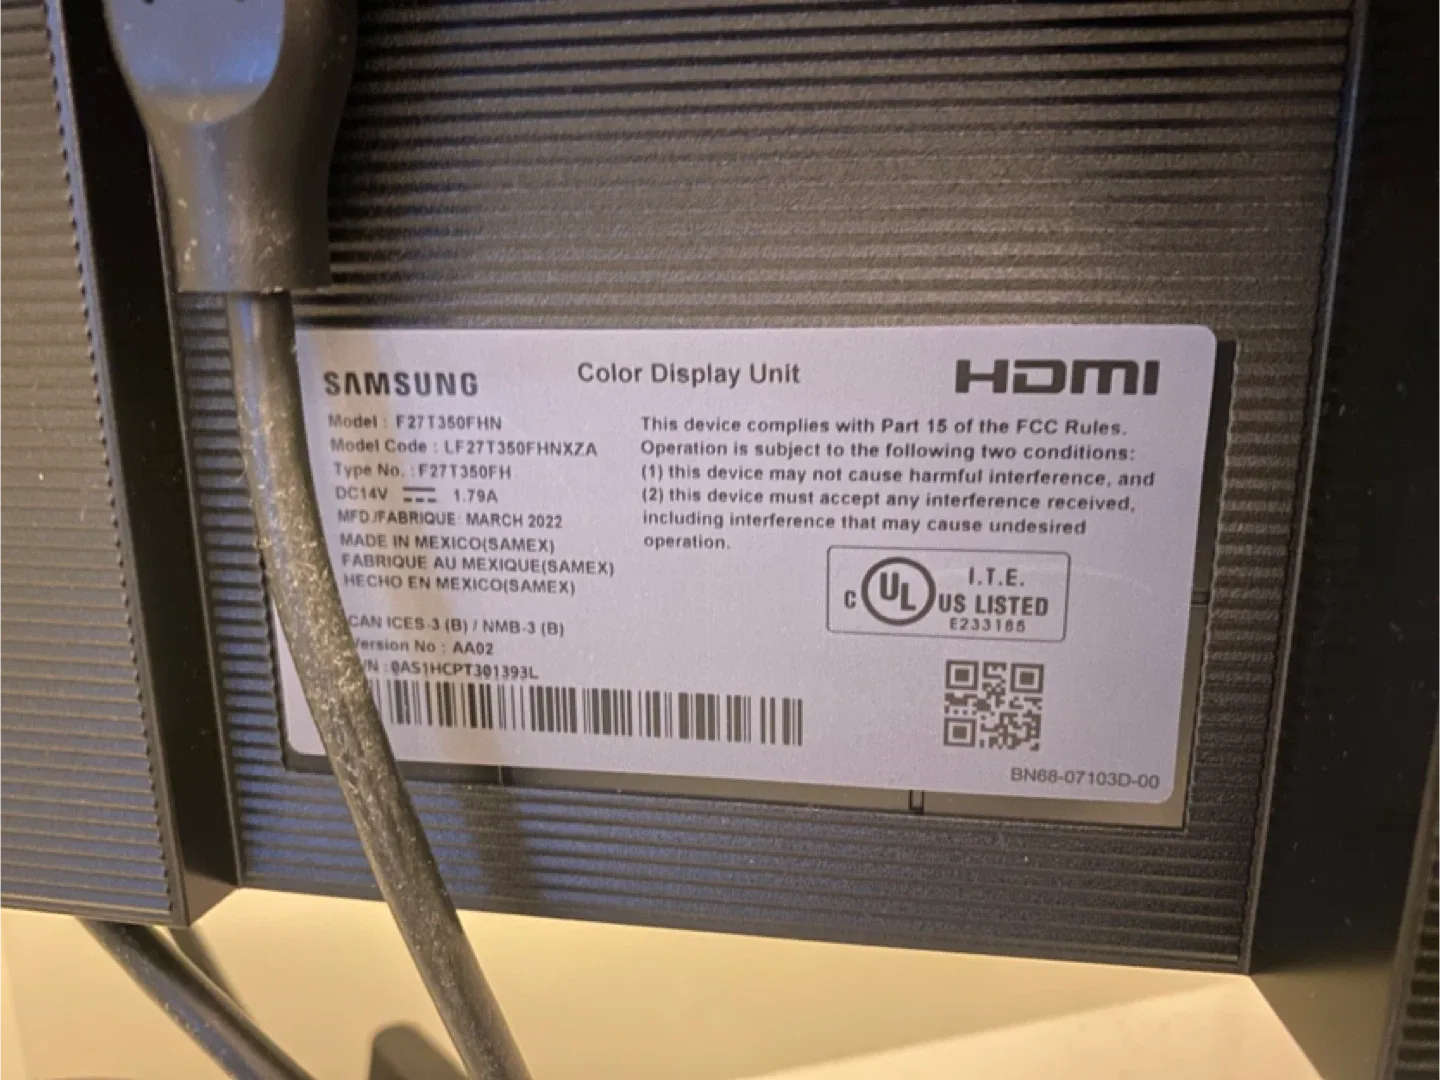 SAMSUNG
Color Display Unit
HDMI
Model : F27T350FHN
Model Code : LF27T350FHNXZA
Type No. : F27T350FH
DC14V 1.79A
MFD./FABRIQUE: MARCH 2022
MADE IN MEXICO(SAMEX)
FABRIQUE AU MEXIQUE(SAMEX)
HECHO EN MEXICO(SAMEX)
CAN ICES-3 (B) / NMB-3 (B)
Version No : AA02
/N : 0AS1HCPT301393L
This device complies with Part 15 of the FCC Rules.
Operation is subject to the following two conditions:
(1) this device may not cause harmful interference, and
(2) this device must accept any interference received,
including interference that may cause undesired
operation.
C UL US LISTED
I.T.E.
E233165
BN68-07103D-00